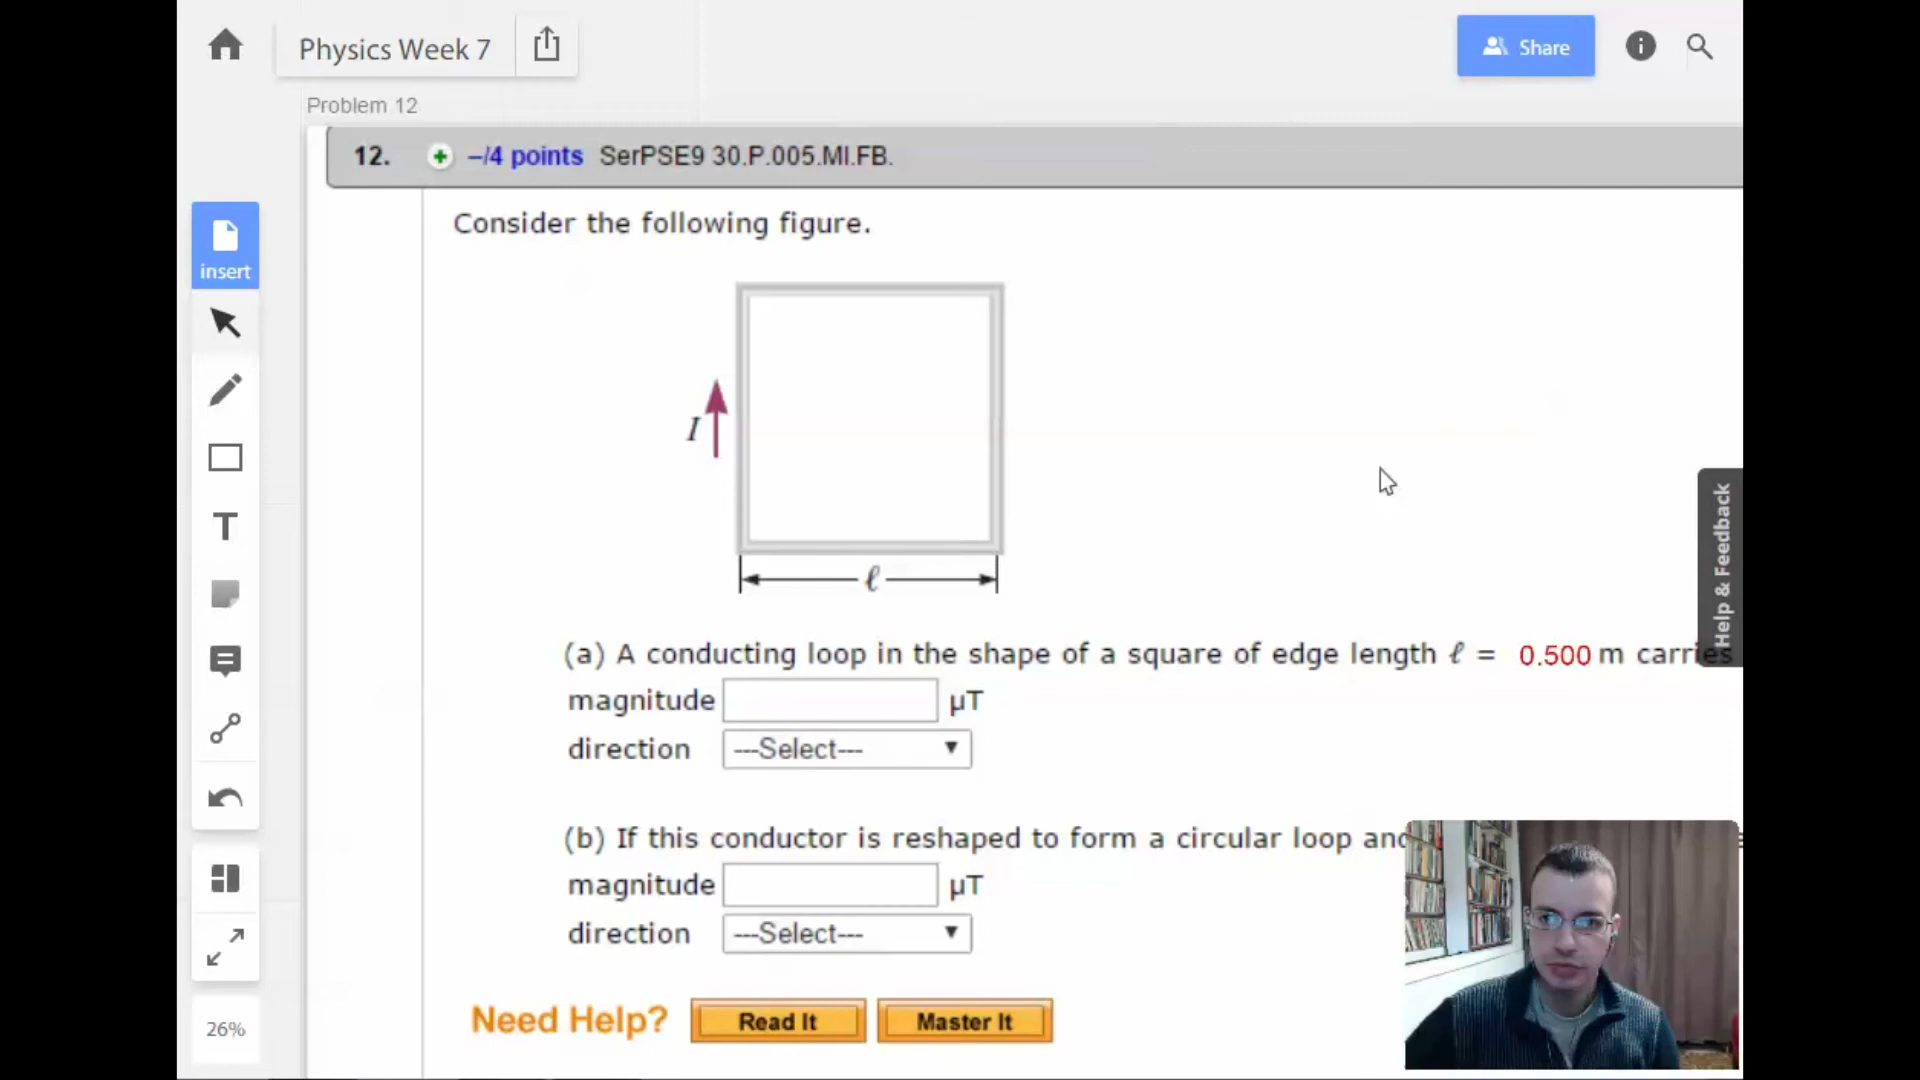 Physics Week 7
Share
Problem 12
12. –/4 points SerPSE9 30.P.005.MI.FB.
insert
Consider the following figure.
I
T
ℓ
Help & Feedback
(a) A conducting loop in the shape of a square of edge length ℓ = 0.500 m carries
magnitude μT
direction ---Select---
(b) If this conductor is reshaped to form a circular loop and
magnitude μT
direction ---Select---
Need Help? Read It Master It
26%